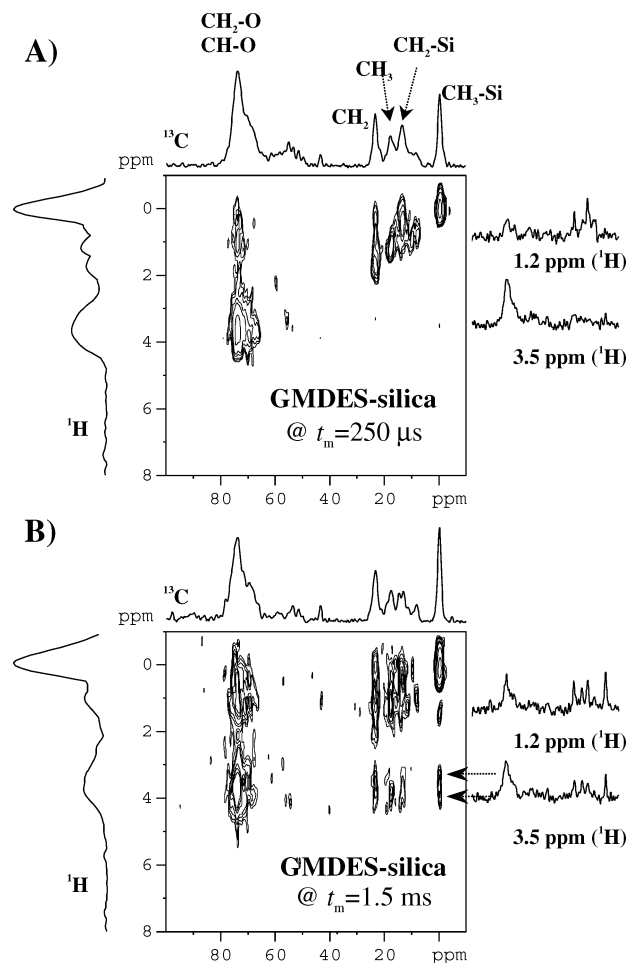 A)
CH₂-O
CH-O
CH₂-Si
CH₃
CH₃-Si
CH₂
¹³C
ppm
0
2
4
6
8
¹H
1.2 ppm (¹H)
3.5 ppm (¹H)
GMDES-silica
@ tₘ=250 µs
80 60 40 20 ppm
B)
¹³C
ppm
0
2
4
6
8
¹H
1.2 ppm (¹H)
3.5 ppm (¹H)
GMDES-silica
@ tₘ=1.5 ms
80 60 40 20 ppm